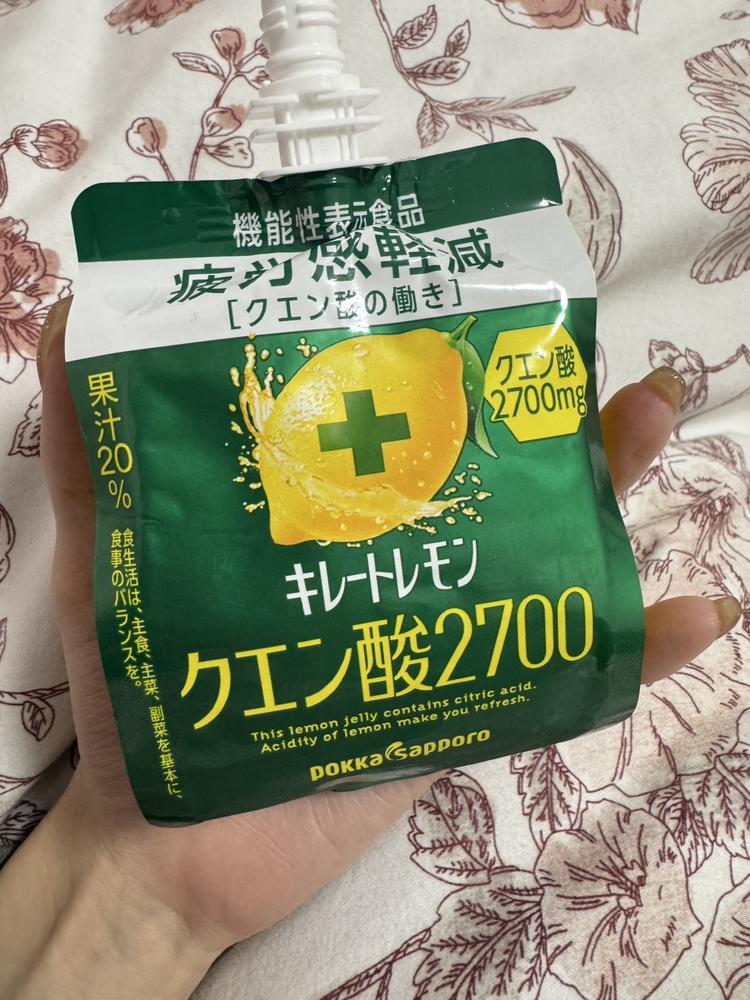 機能性表示食品
疲労感軽減
[クエン酸の働き]
クエン酸
2700mg
果汁20%
食生活は、主食、主菜、副菜を基本に、
食事のバランスを。
キレートレモン
クエン酸2700
This lemon jelly contains citric acid.
Acidity of lemon make you refresh.
pokka sapporo